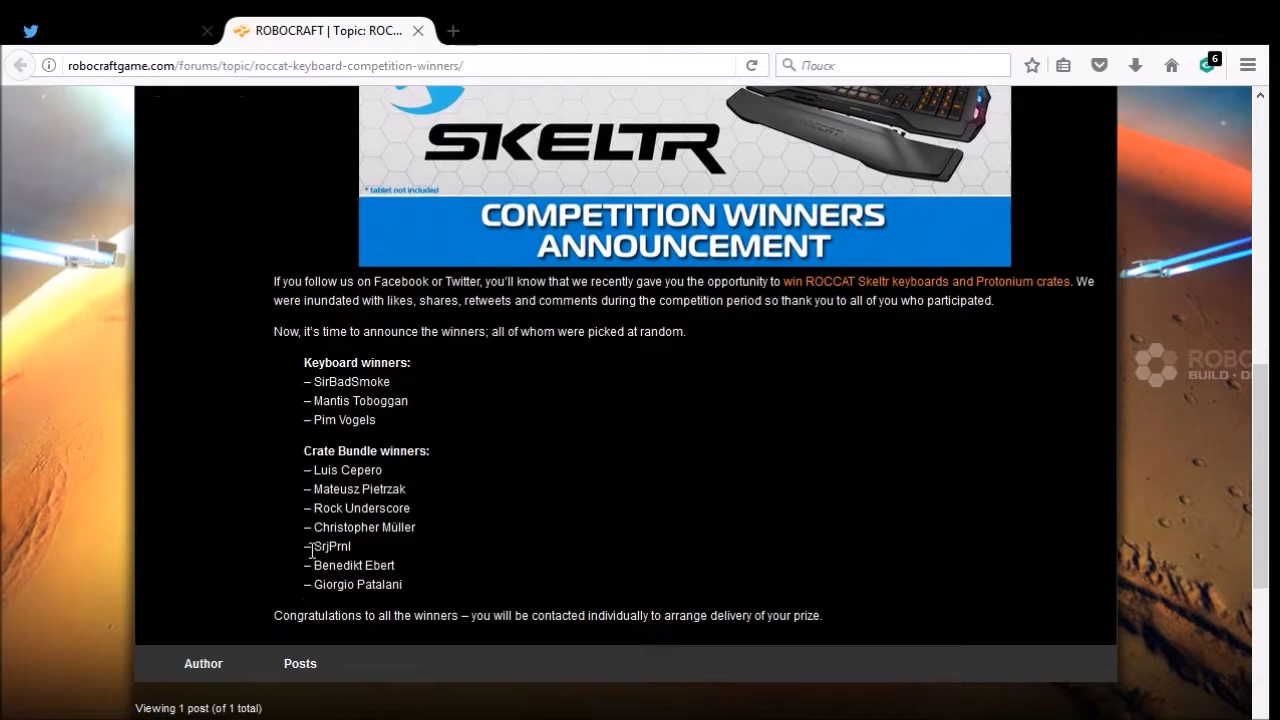 ROBOCRAFT | Topic: ROC...
robocraftgame.com/forums/topic/roccat-keyboard-competition-winners/
Поиск
6
ROCCAT
SKELTR
* tablet not included
COMPETITION WINNERS
ANNOUNCEMENT
If you follow us on Facebook or Twitter, you'll know that we recently gave you the opportunity to win ROCCAT Skeltr keyboards and Protonium crates. We
were inundated with likes, shares, retweets and comments during the competition period so thank you to all of you who participated.
Now, it's time to announce the winners; all of whom were picked at random.
Keyboard winners:
– SirBadSmoke
– Mantis Toboggan
– Pim Vogels
Crate Bundle winners:
– Luis Cepero
– Mateusz Pietrzak
– Rock Underscore
– Christopher Müller
– SrjPrnl
– Benedikt Ebert
– Giorgio Patalani
Congratulations to all the winners – you will be contacted individually to arrange delivery of your prize.
ROBOC
BUILD · D
Author Posts
Viewing 1 post (of 1 total)